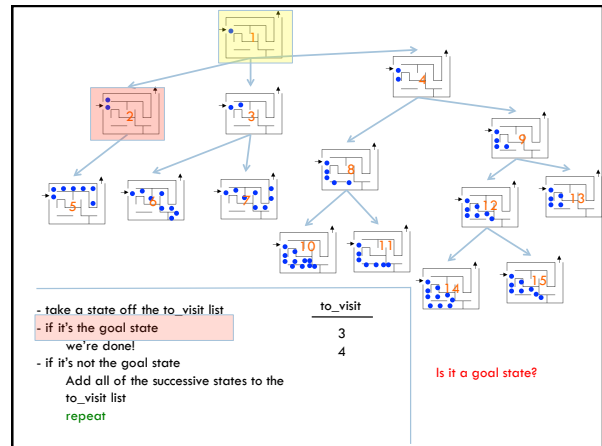 1
2
3
4
5
6
7
8
9
10
11
12
13
14
15
- take a state off the to_visit list
- if it's the goal state
we're done!
- if it's not the goal state
Add all of the successive states to the
to_visit list
repeat
to_visit
3
4
Is it a goal state?